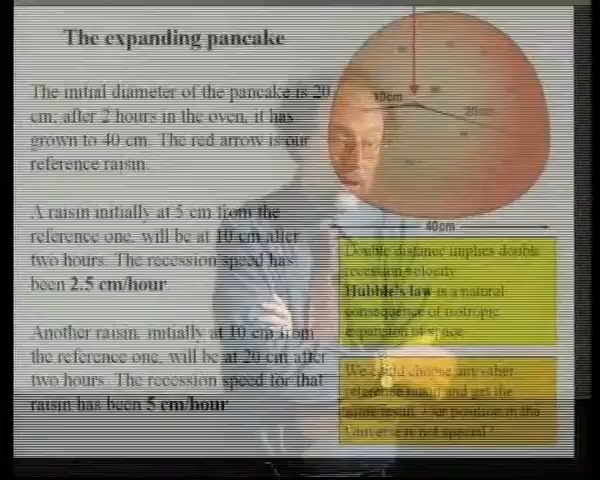 The expanding pancake
The initial diameter of the pancake is 20
cm; after 2 hours in the oven, it has
grown to 40 cm. The red arrow is our
reference raisin.
A raisin initially at 5 cm from the
reference one, will be at 10 cm after
two hours. The recession speed has
been 2.5 cm/hour
Another raisin, initially at 10 cm from
the reference one, will be at 20 cm after
two hours. The recession speed for that
raisin has been 5 cm/hour
10cm
20cm
40cm
Double distance implies double
recession velocity
Hubble's law is a natural
consequence of isotropic
expansion of space
We could choose any other
reference raisin and get the
same result. Our position in the
Universe is not special!